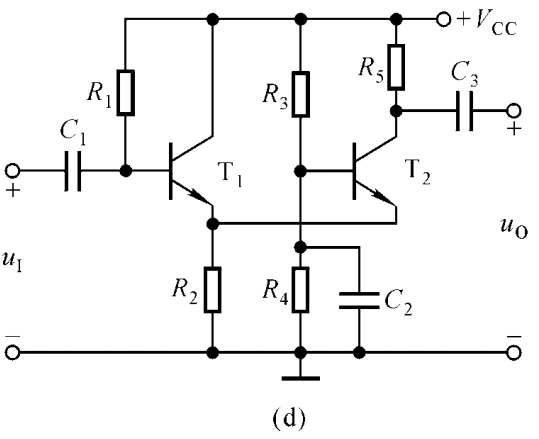 +V_CC
R_1
R_3
R_5
C_3
C_1
+
+
T_1
T_2
u_I
u_O
R_2
R_4
C_2
−
−
(d)